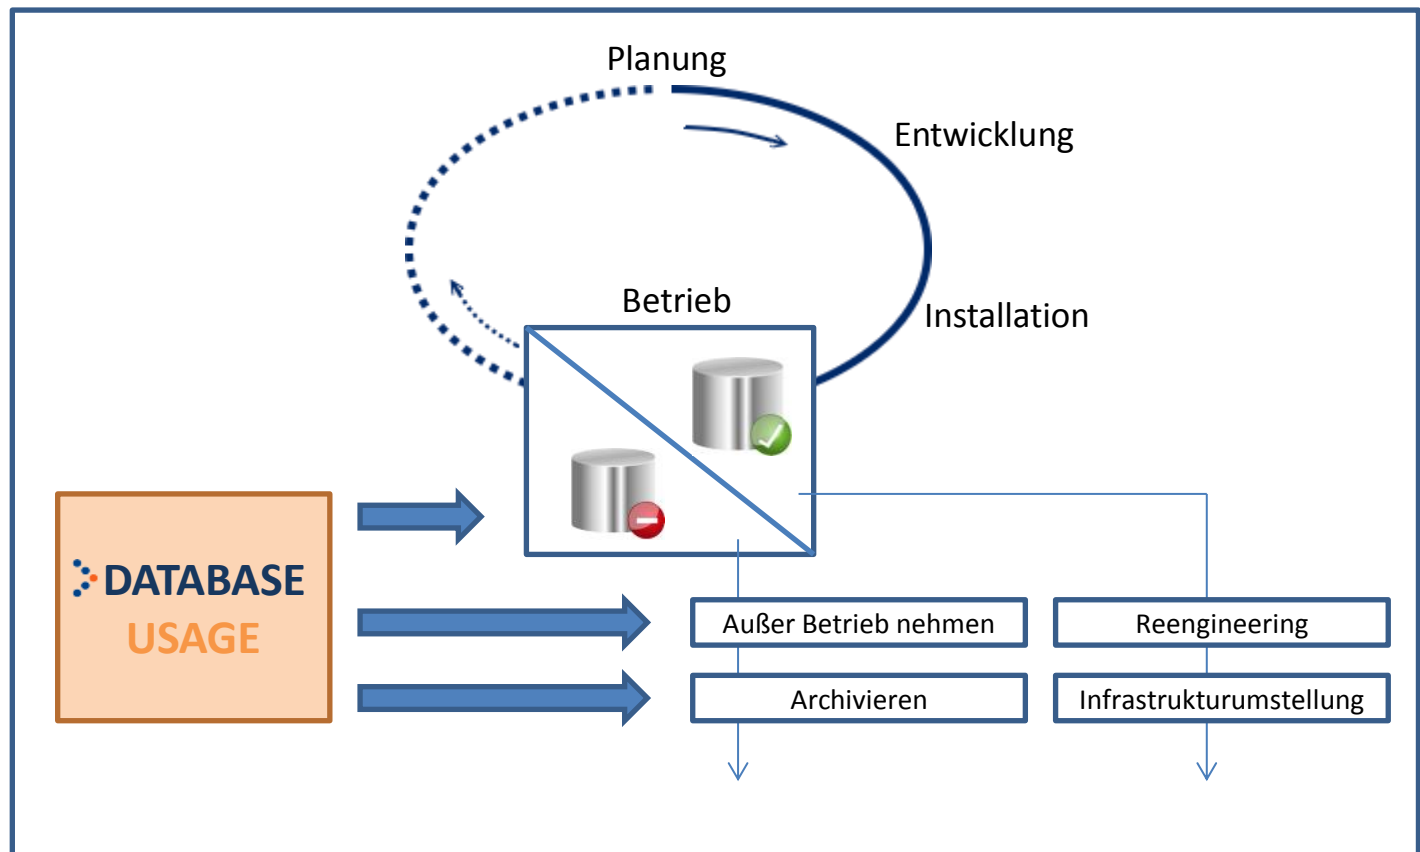 Planung
Entwicklung
Installation
Betrieb
DATABASE
USAGE
Außer Betrieb nehmen
Reengineering
Archivieren
Infrastrukturumstellung